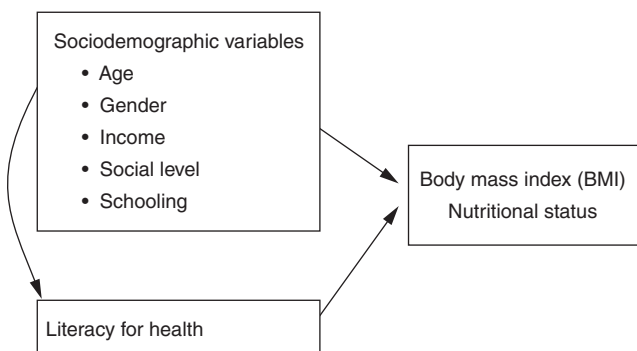 Sociodemographic variables
• Age
• Gender
• Income
• Social level
• Schooling
Body mass index (BMI)
Nutritional status
Literacy for health